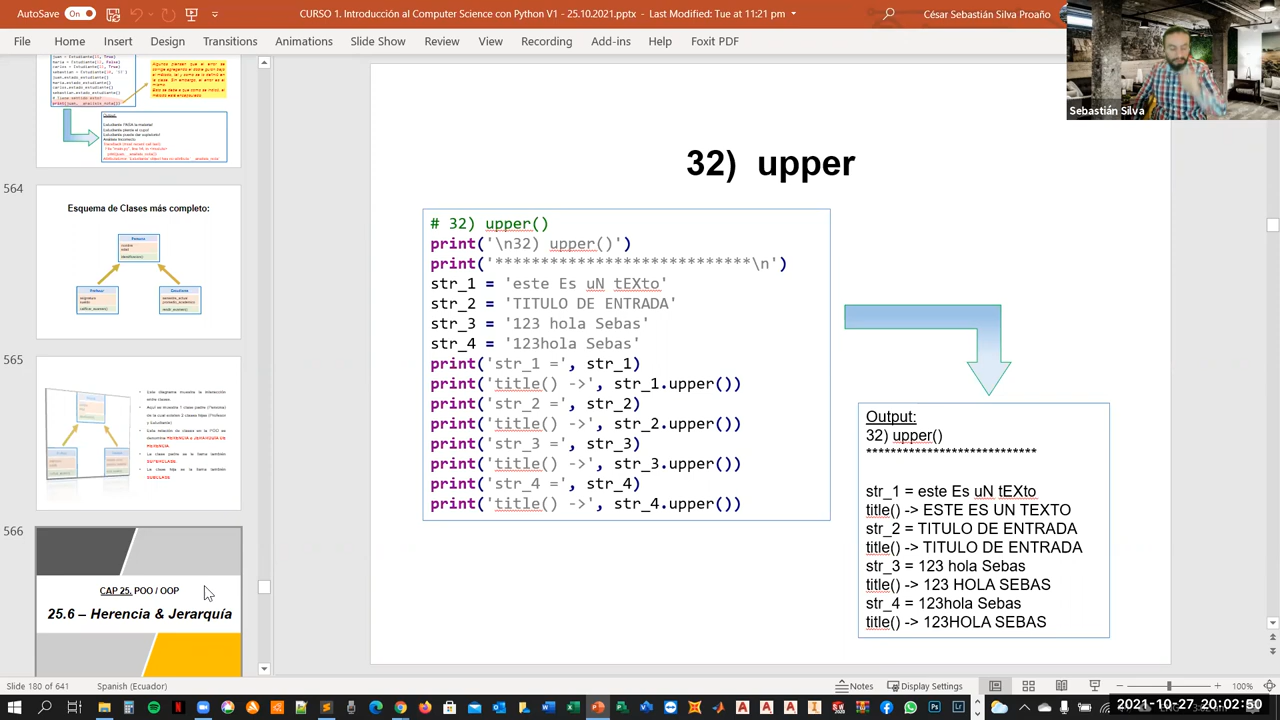 AutoSave On
CURSO 1. Introducción al Computer Science con Python V1 - 25.10.2021.pptx - Last Modified: Tue at 11:21 pm
César Sebastián Silva Proaño
File Home Insert Design Transitions Animations Slide Show Review View Recording Add-ins Help Foxit PDF
Sebastián Silva
564
Esquema de Clases más completo:
565
566
CAP 25. POO / OOP
25.6 – Herencia & Jerarquía
32) upper
# 32) upper()
print('\n32) upper()')
print('***************************\n')
str_1 = 'este Es uN tEXto'
str_2 = 'TITULO DE ENTRADA'
str_3 = '123 hola Sebas'
str_4 = '123hola Sebas'
print('str_1 =', str_1)
print('title() ->', str_1.upper())
print('str_2 =', str_2)
print('title() ->', str_2.upper())
print('str_3 =', str_3)
print('title() ->', str_3.upper())
print('str_4 =', str_4)
print('title() ->', str_4.upper())
Output:
32) upper()
***************************
str_1 = este Es uN tEXto
title() -> ESTE ES UN TEXTO
str_2 = TITULO DE ENTRADA
title() -> TITULO DE ENTRADA
str_3 = 123 hola Sebas
title() -> 123 HOLA SEBAS
str_4 = 123hola Sebas
title() -> 123HOLA SEBAS
Slide 180 of 641 Spanish (Ecuador) Notes Display Settings 100%
2021-10-27 20:02:50